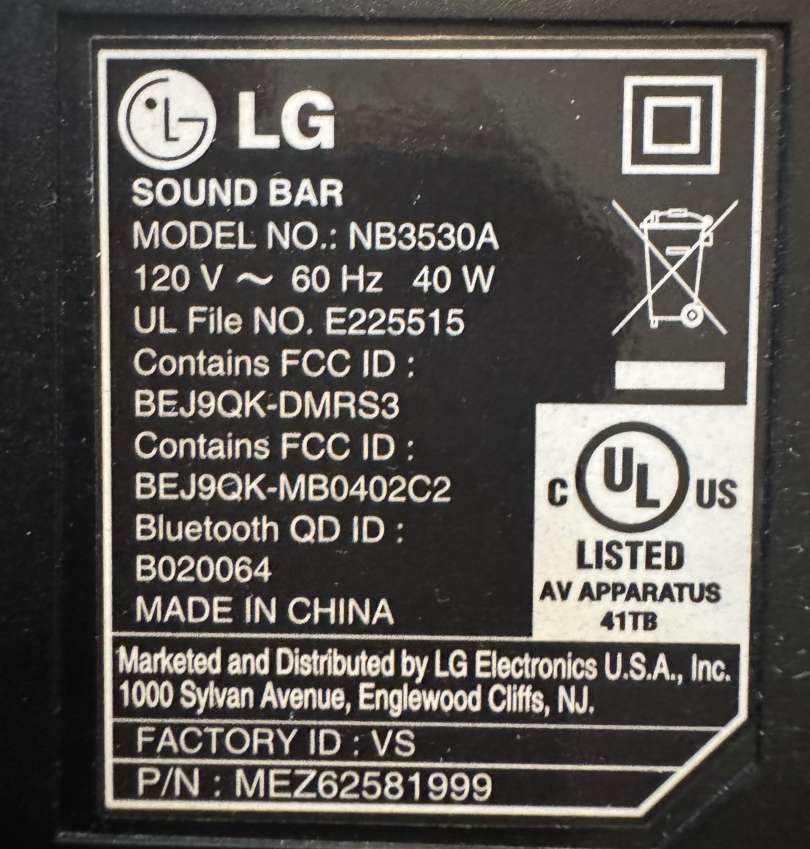 LG
SOUND BAR
MODEL NO.: NB3530A
120 V ~ 60 Hz 40 W
UL File NO. E225515
Contains FCC ID :
BEJ9QK-DMRS3
Contains FCC ID :
BEJ9QK-MB0402C2
Bluetooth QD ID :
B020064
MADE IN CHINA
C UL US
LISTED
AV APPARATUS
41TB
Marketed and Distributed by LG Electronics U.S.A., Inc.
1000 Sylvan Avenue, Englewood Cliffs, NJ.
FACTORY ID : VS
P/N : MEZ62581999